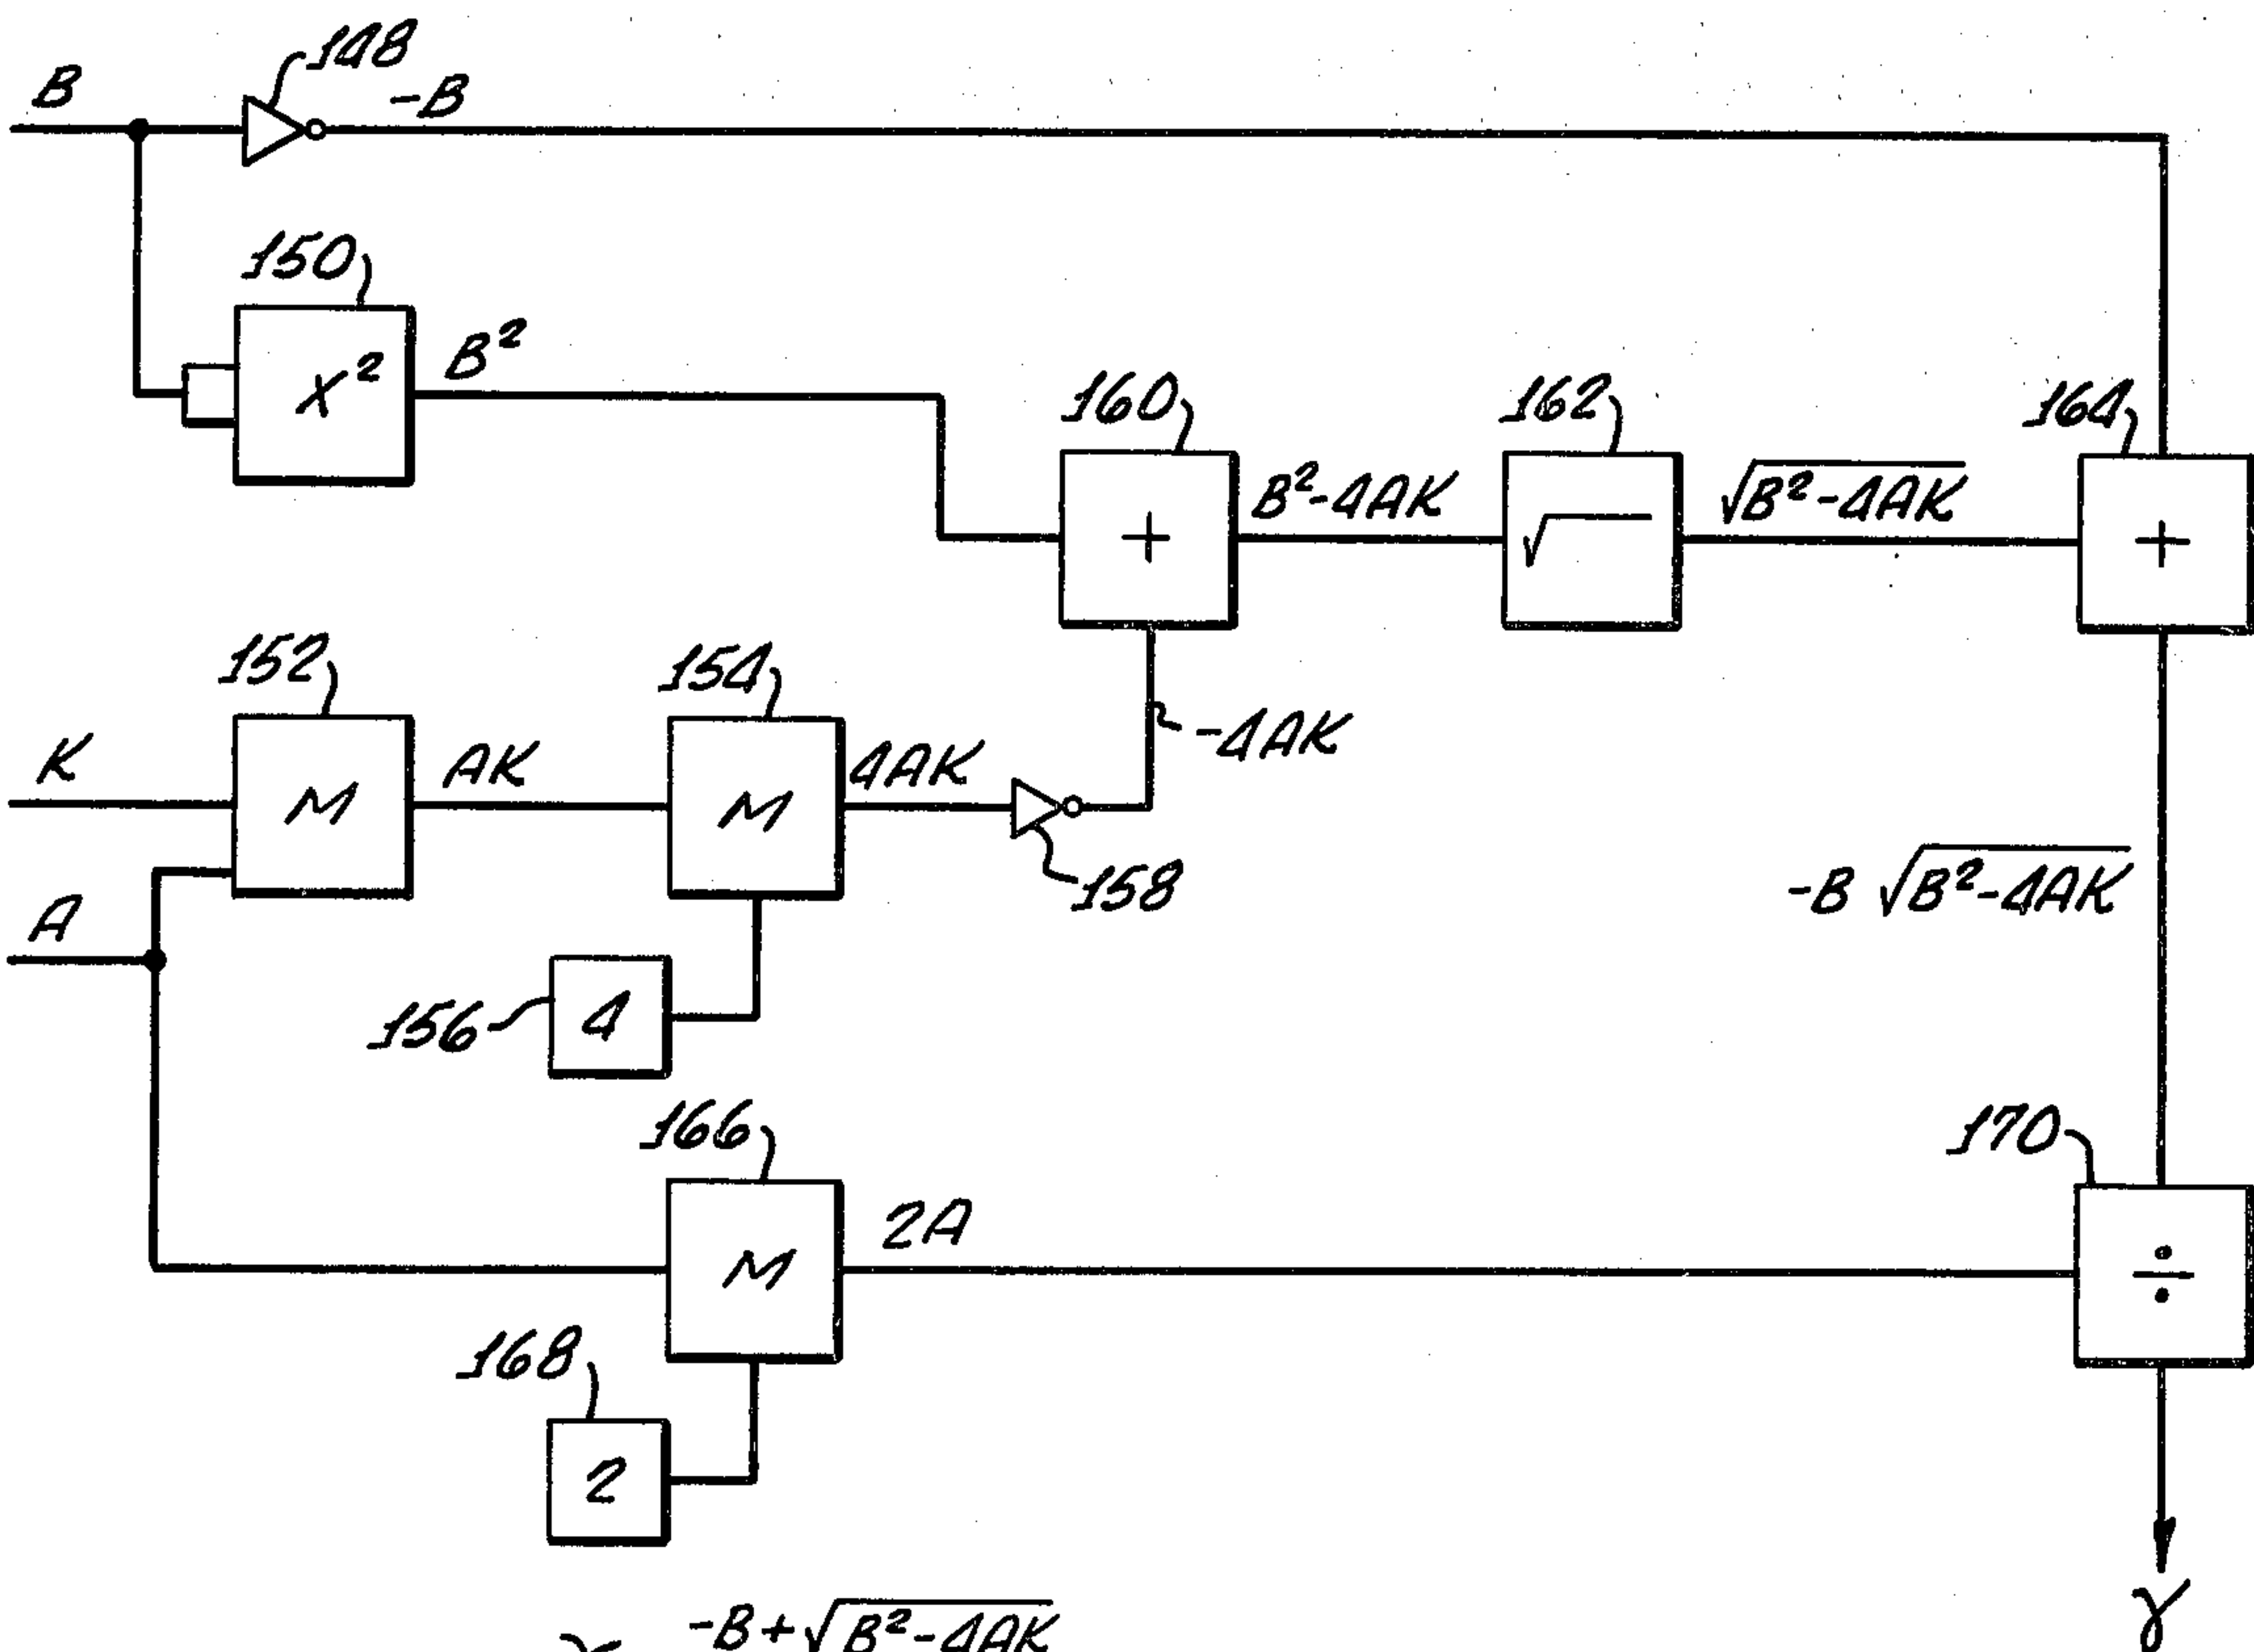 148
B
-B
150
X²
B²
160
162
164
+
B²-4AK
√
√B²-4AK
+
152
154
K
M
AK
M
4AK
-4AK
158
A
-B √B²-4AK
156
4
166
170
M
2A
÷
168
2
γ
-B+√B²-4AK